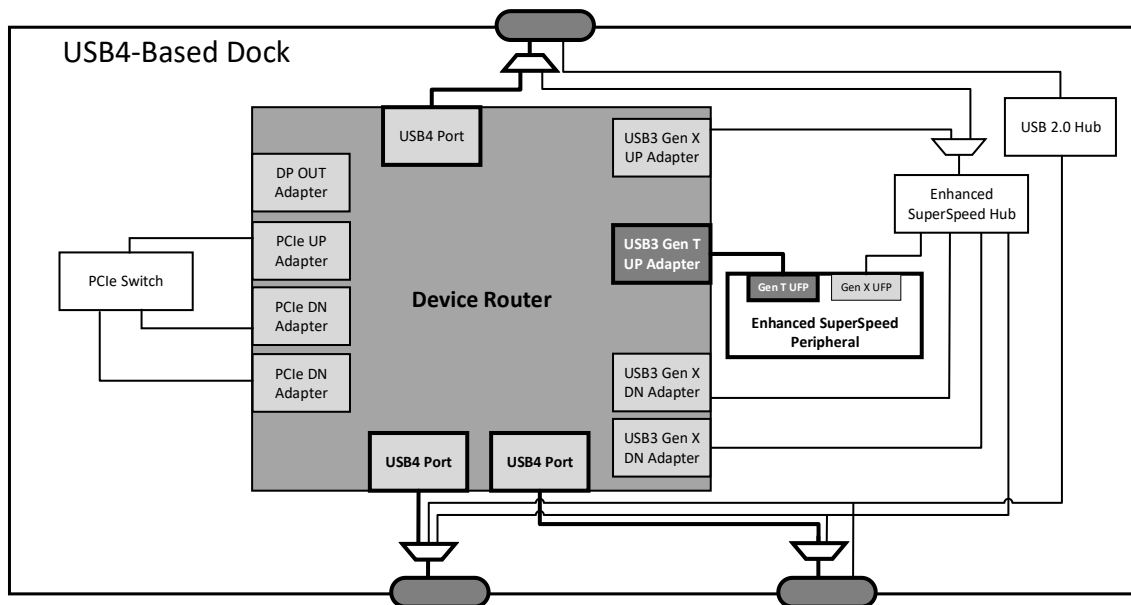 USB4-Based Dock
USB4 Port
USB3 Gen X
UP Adapter
USB 2.0 Hub
DP OUT
Adapter
Enhanced
SuperSpeed Hub
PCIe UP
Adapter
USB3 Gen T
UP Adapter
PCIe Switch
Gen T UFP
Gen X UFP
Device Router
PCIe DN
Adapter
Enhanced SuperSpeed
Peripheral
PCIe DN
Adapter
USB3 Gen X
DN Adapter
USB3 Gen X
DN Adapter
USB4 Port
USB4 Port